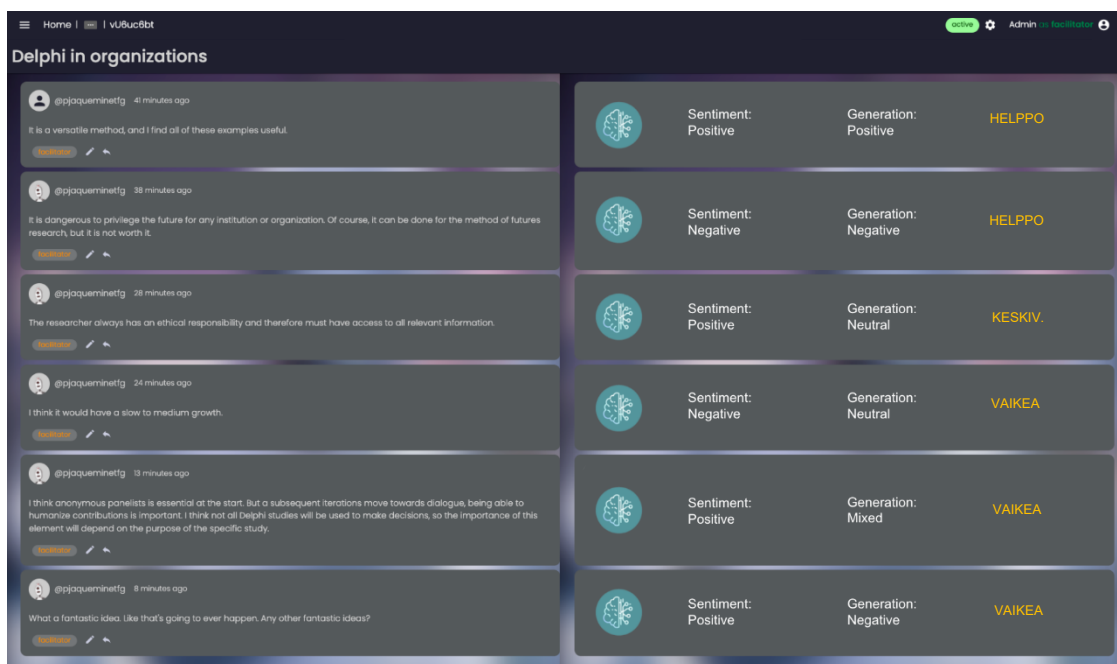 Home | ... | vU6uc6bt
active Admin as facilitator
Delphi in organizations
@pjaqueminetfg 41 minutes ago
It is a versatile method, and I find all of these examples useful.
facilitator
Sentiment: Generation:
Positive Positive
HELPPO
@pjaqueminetfg 38 minutes ago
It is dangerous to privilege the future for any institution or organization. Of course, it can be done for the method of futures
research, but it is not worth it.
facilitator
Sentiment: Generation:
Negative Negative
HELPPO
@pjaqueminetfg 28 minutes ago
The researcher always has an ethical responsibility and therefore must have access to all relevant information.
facilitator
Sentiment: Generation:
Positive Neutral
KESKIV.
@pjaqueminetfg 24 minutes ago
I think it would have a slow to medium growth.
facilitator
Sentiment: Generation:
Negative Neutral
VAIKEA
@pjaqueminetfg 13 minutes ago
I think anonymous panelists is essential at the start. But a subsequent iterations move towards dialogue, being able to
humanize contributions is important. I think not all Delphi studies will be used to make decisions, so the importance of this
element will depend on the purpose of the specific study.
facilitator
Sentiment: Generation:
Positive Mixed
VAIKEA
@pjaqueminetfg 8 minutes ago
What a fantastic idea. Like that's going to ever happen. Any other fantastic ideas?
facilitator
Sentiment: Generation:
Positive Negative
VAIKEA